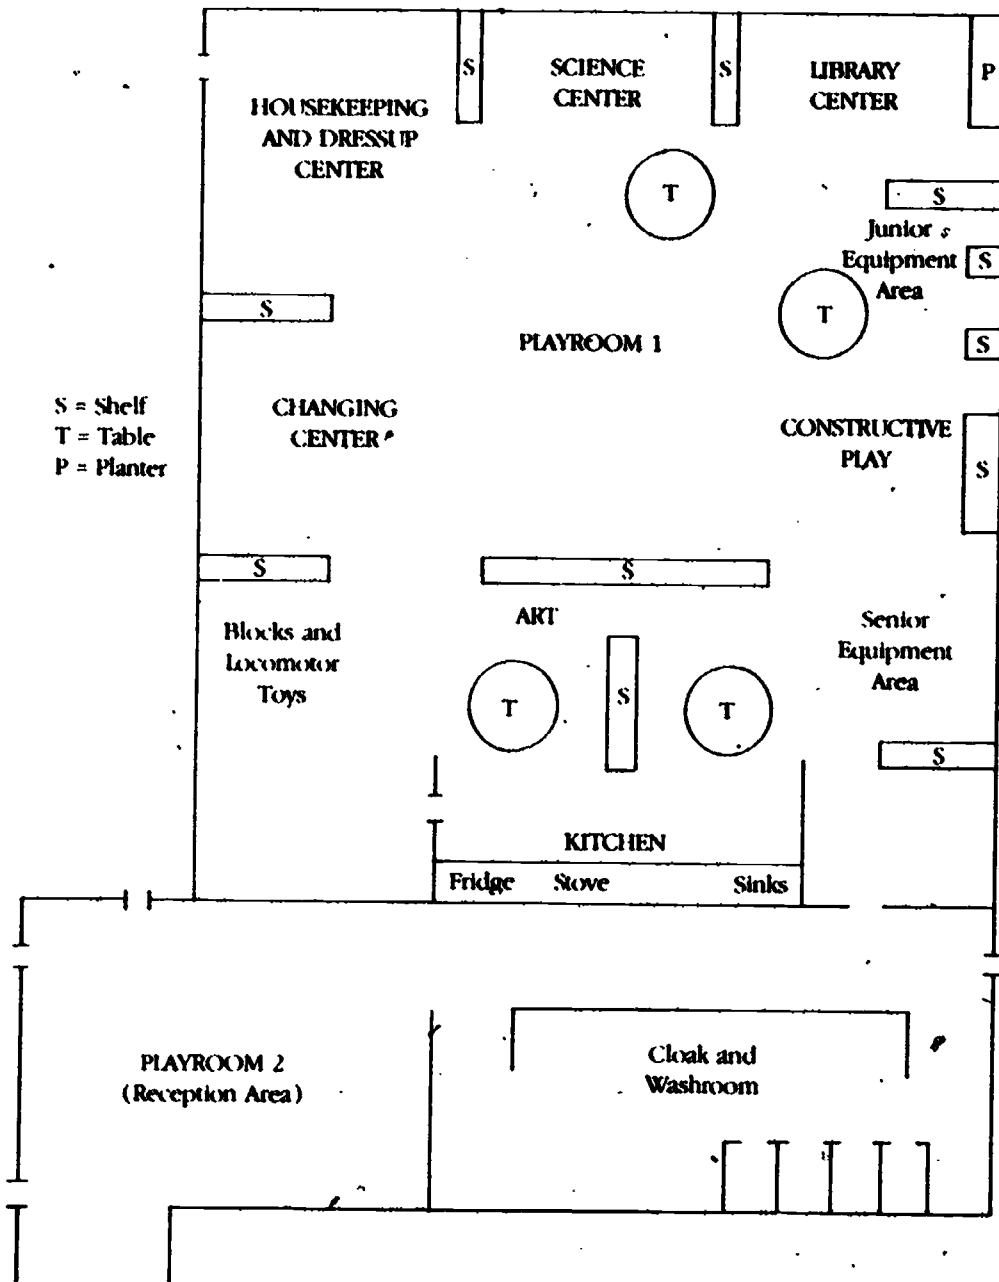 S
SCIENCE
CENTER
S
LIBRARY
CENTER
P
HOUSEKEEPING
AND DRESSUP
CENTER
T
S
Junior
Equipment
Area
S
S
T
S
PLAYROOM 1
S = Shelf
T = Table
P = Planter
CHANGING
CENTER
CONSTRUCTIVE
PLAY
S
S
S
ART
Blocks and
Locomotor
Toys
Senior
Equipment
Area
T
S
T
S
KITCHEN
Fridge Stove Sinks
PLAYROOM 2
(Reception Area)
Cloak and
Washroom